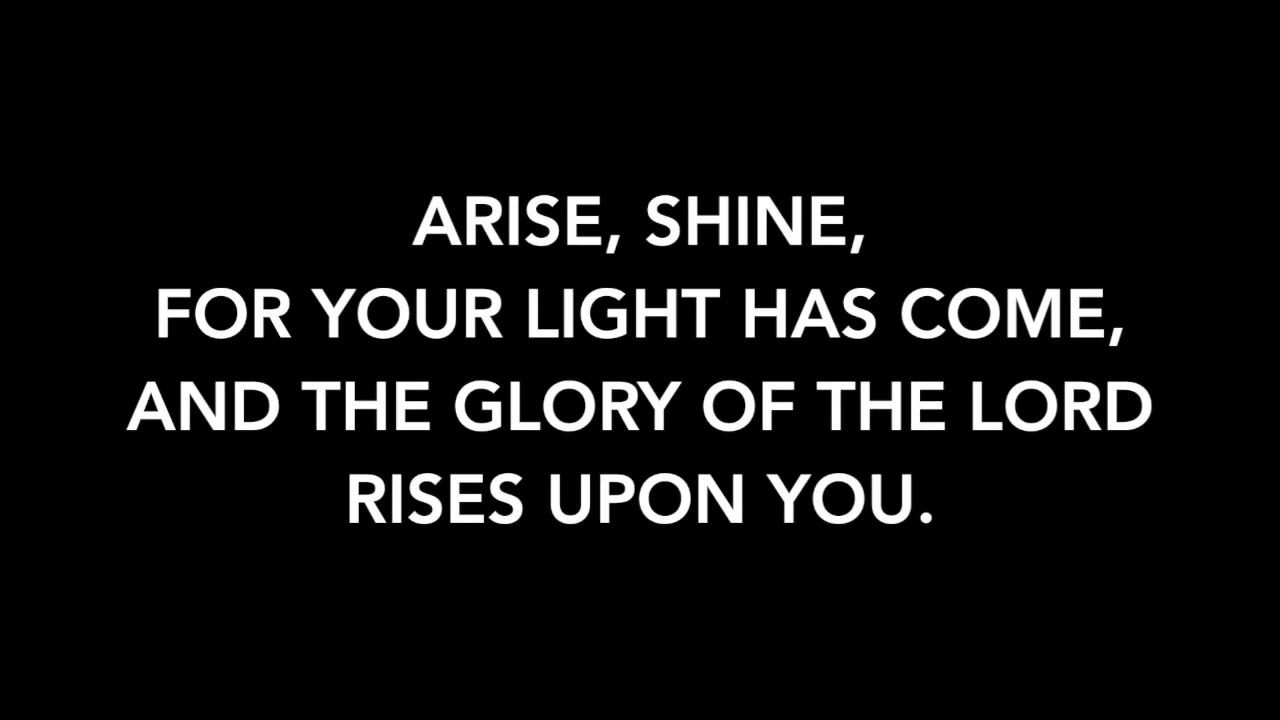 ARISE, SHINE,
FOR YOUR LIGHT HAS COME,
AND THE GLORY OF THE LORD
RISES UPON YOU.